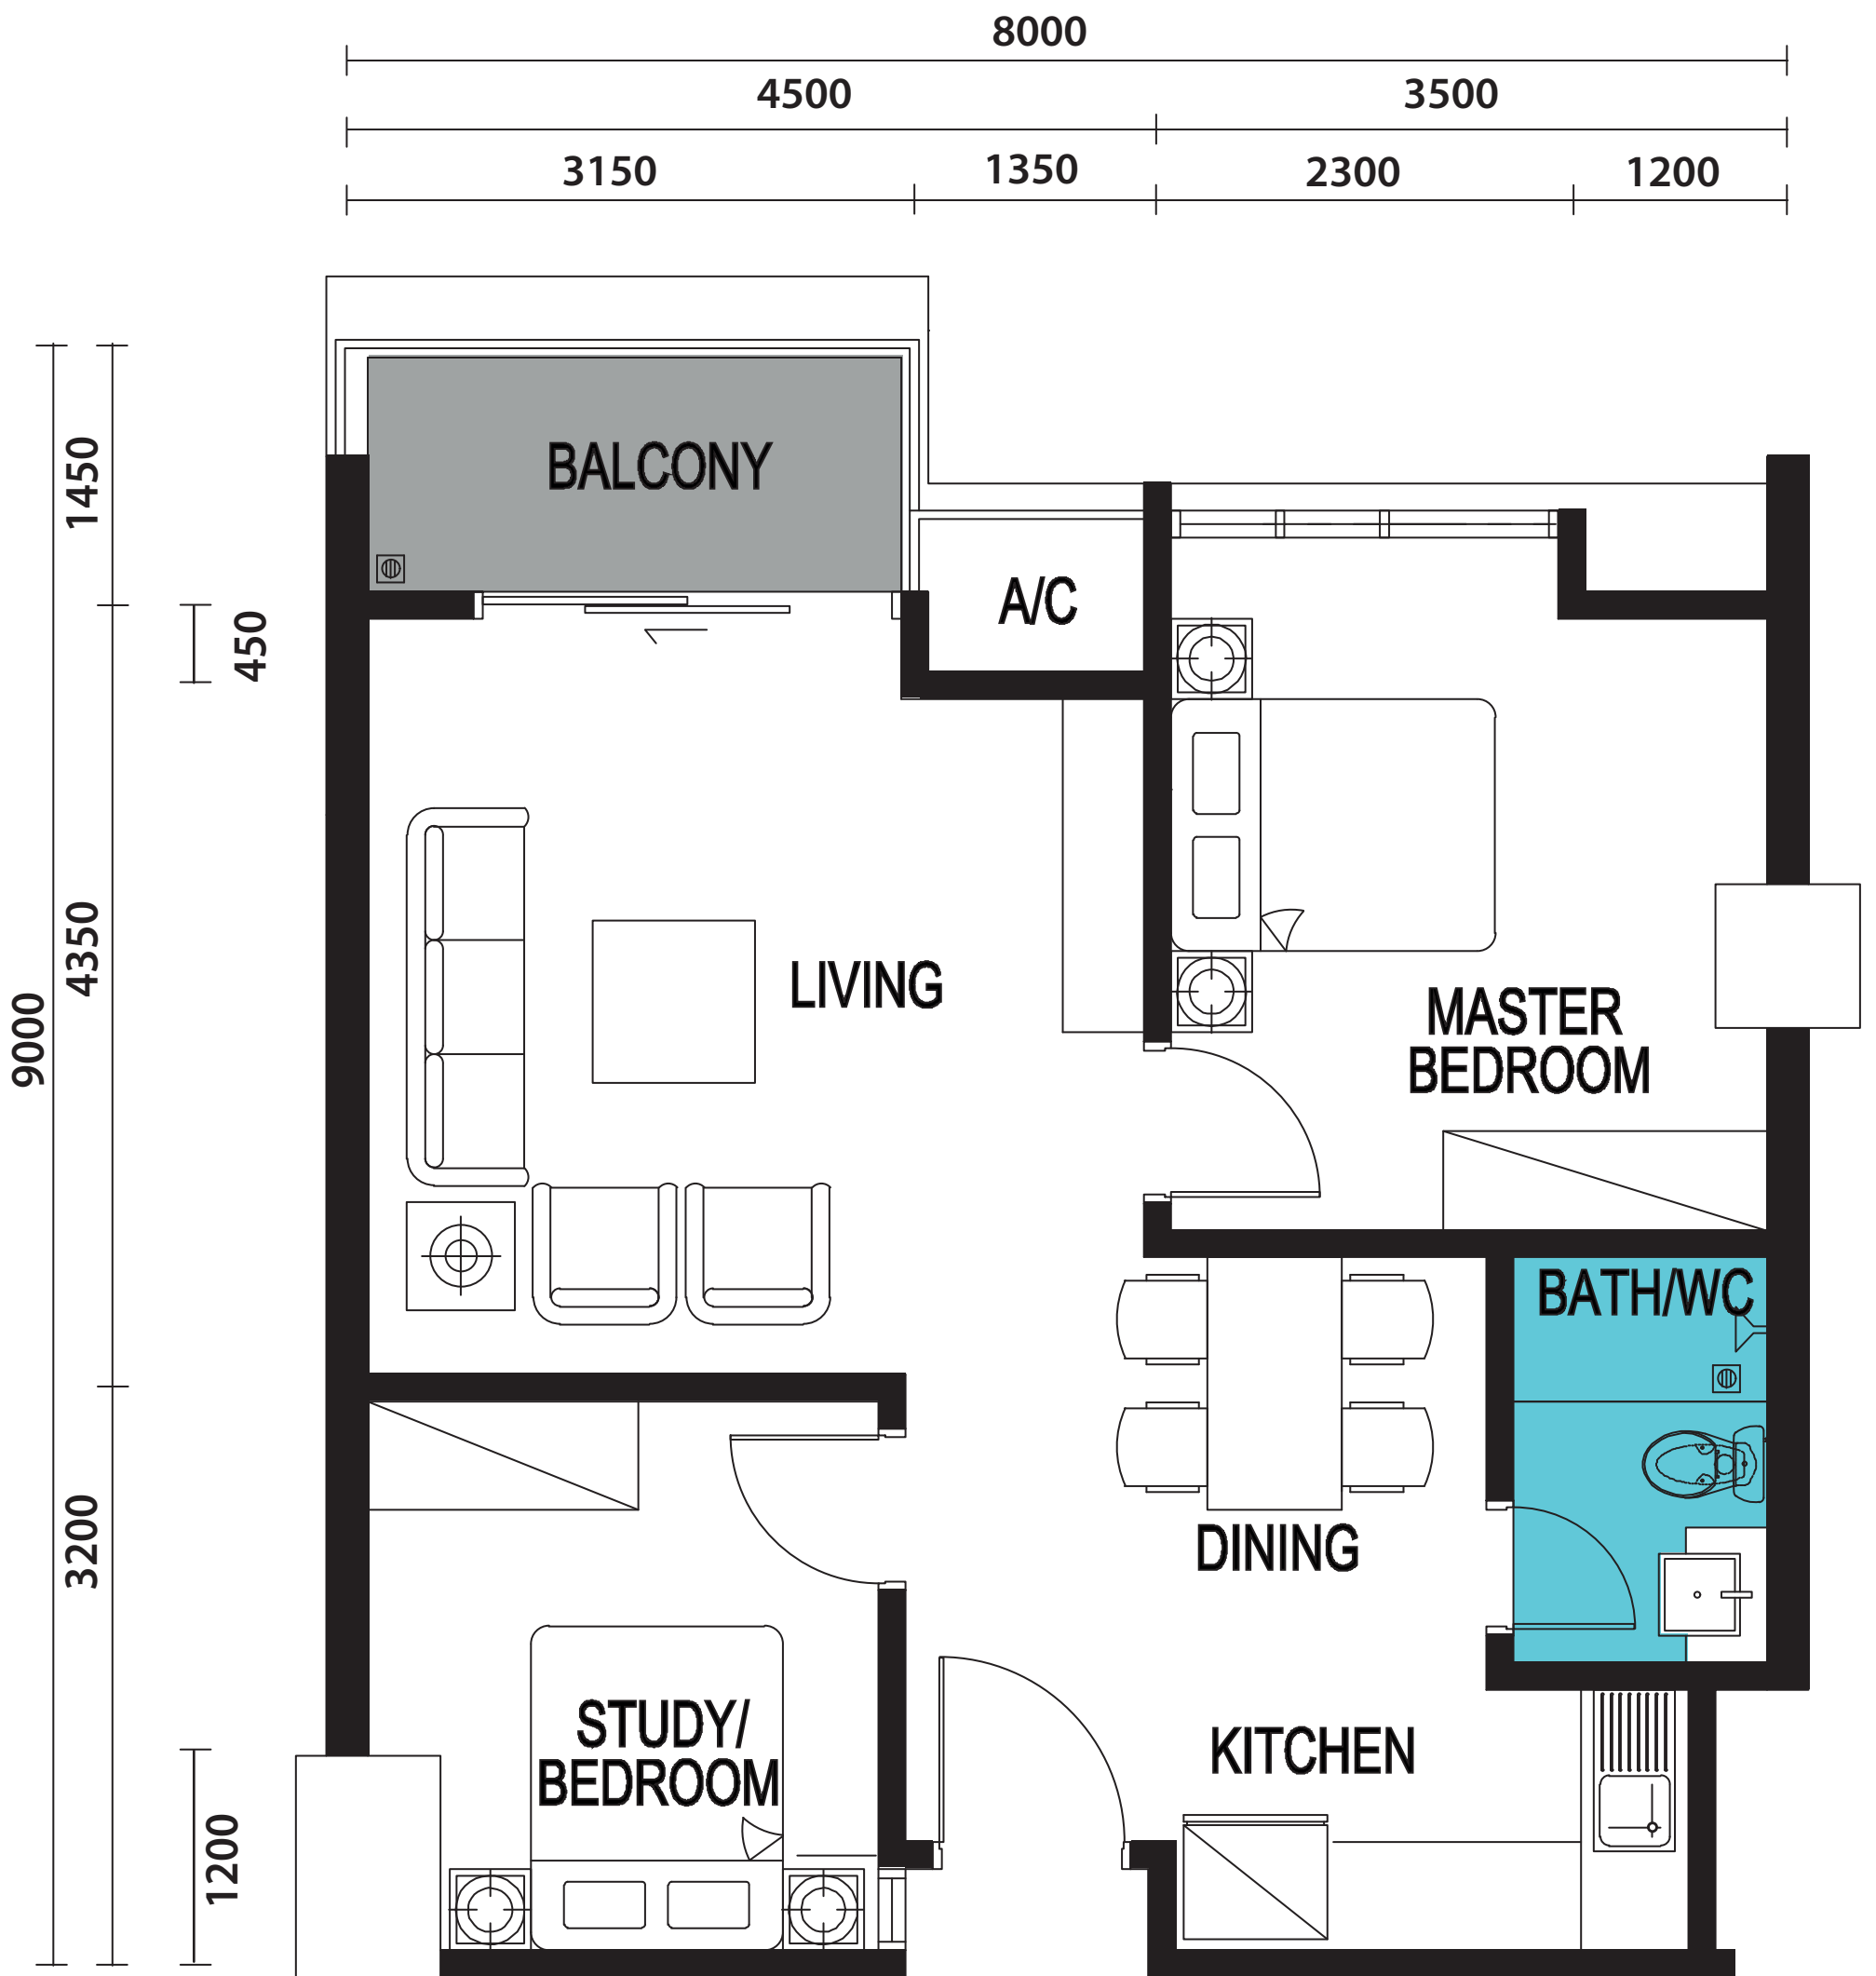 8000
4500 3500
3150 1350 2300 1200
1450
450
4350
9000
3200
1200
BALCONY
A/C
LIVING
MASTER
BEDROOM
BATH/WC
DINING
STUDY/
BEDROOM
KITCHEN